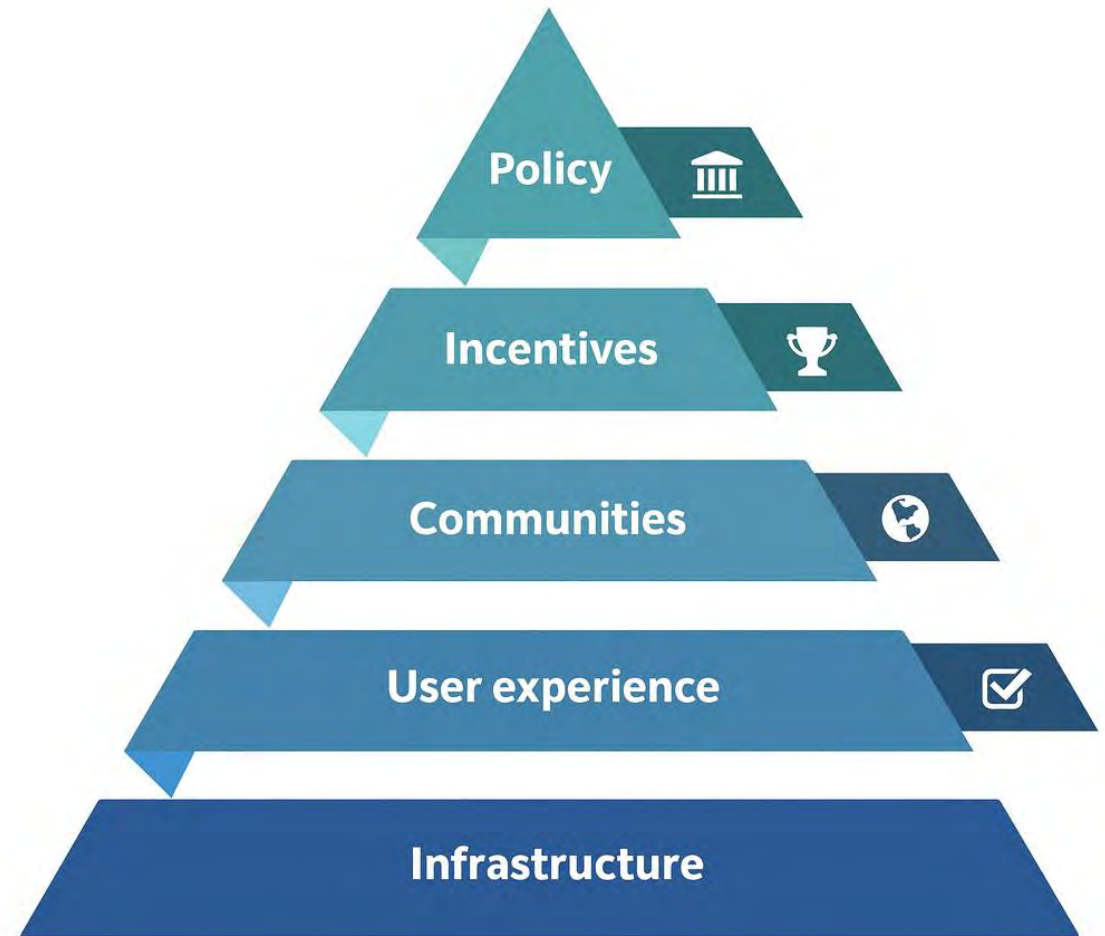 Policy
Incentives
Communities
User experience
Infrastructure